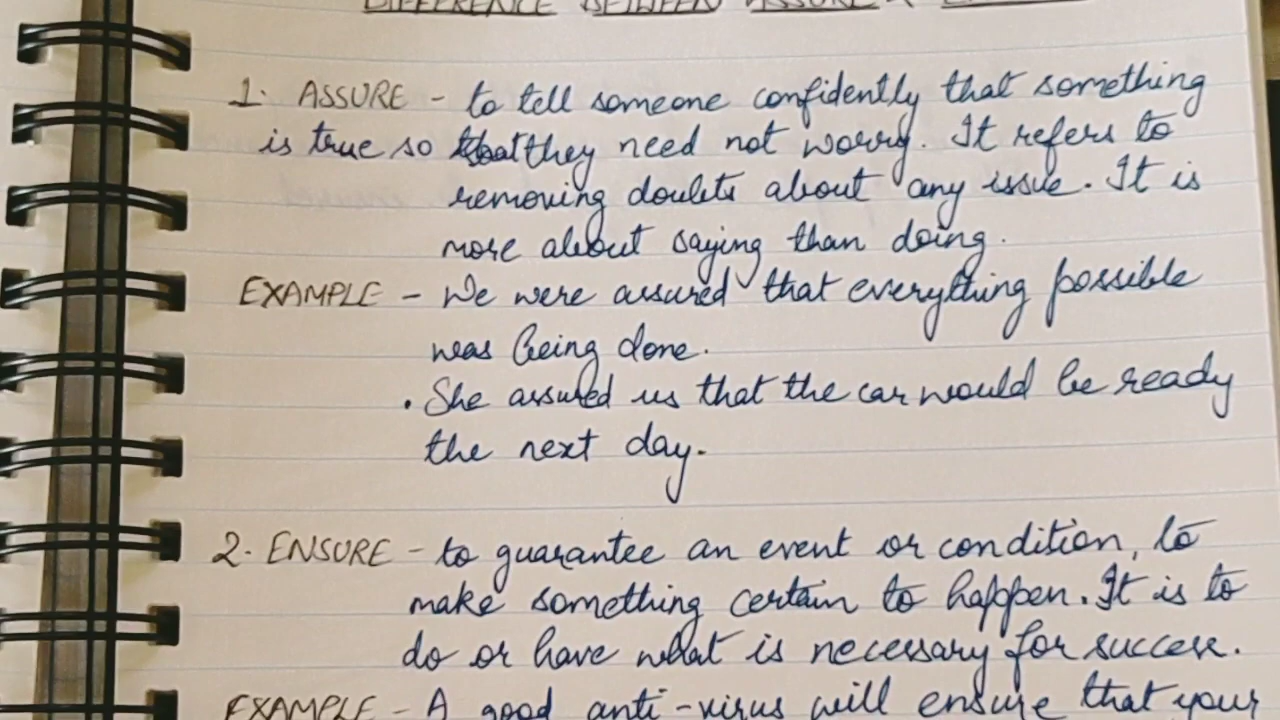 DIFFERENCE BETWEEN ASSURE &
1. ASSURE - to tell someone confidently that something
is true so that they need not worry. It refers to
removing doubts about any issue. It is
more about saying than doing.
EXAMPLE - We were assured that everything possible
was being done.
. She assured us that the car would be ready
the next day.
2. ENSURE - to guarantee an event or condition, to
make something certain to happen. It is to
do or have what is necessary for success.
EXAMPLE - A good anti-virus will ensure that your